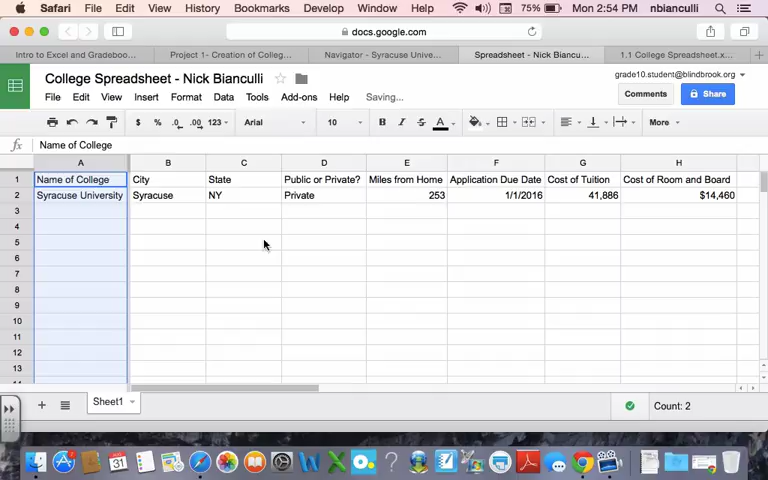 Safari File Edit View History Bookmarks Develop Window Help 75% Mon 2:54 PM nbianculli
docs.google.com
Intro to Excel and Gradeboo... Project 1- Creation of Colleg... Navigator - Syracuse Unive... Spreadsheet - Nick Biancu... 1.1 College Spreadsheet.x...
College Spreadsheet - Nick Bianculli grade10.student@blindbrook.org
File Edit View Insert Format Data Tools Add-ons Help Saving... Comments Share
$ % .0 .00 123 Arial 10 B I S A More
fx Name of College
A B C D E F G H
1 Name of College City State Public or Private? Miles from Home Application Due Date Cost of Tuition Cost of Room and Board
2 Syracuse University Syracuse NY Private 253 1/1/2016 41,886 $14,460
3
4
5
6
7
8
9
10
11
12
13
Sheet1 Count: 2